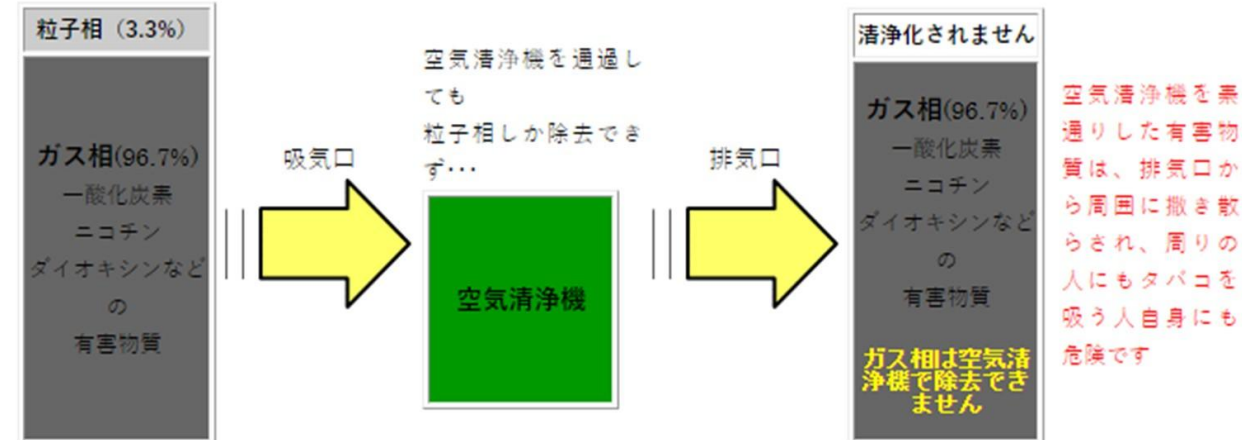 粒子相（3.3%）
ガス相(96.7%)
一酸化炭素
ニコチン
ダイオキシンなど
の
有害物質
吸気口
空気清浄機を通過し
ても
粒子相しか除去でき
ず･･･
空気清浄機
排気口
清浄化されません
ガス相(96.7%)
一酸化炭素
ニコチン
ダイオキシンなど
の
有害物質
ガス相は空気清
浄機で除去でき
ません
空気清浄機を素
通りした有害物
質は、排気口か
ら周囲に撒き散
らされ、周りの
人にもタバコを
吸う人自身にも
危険です